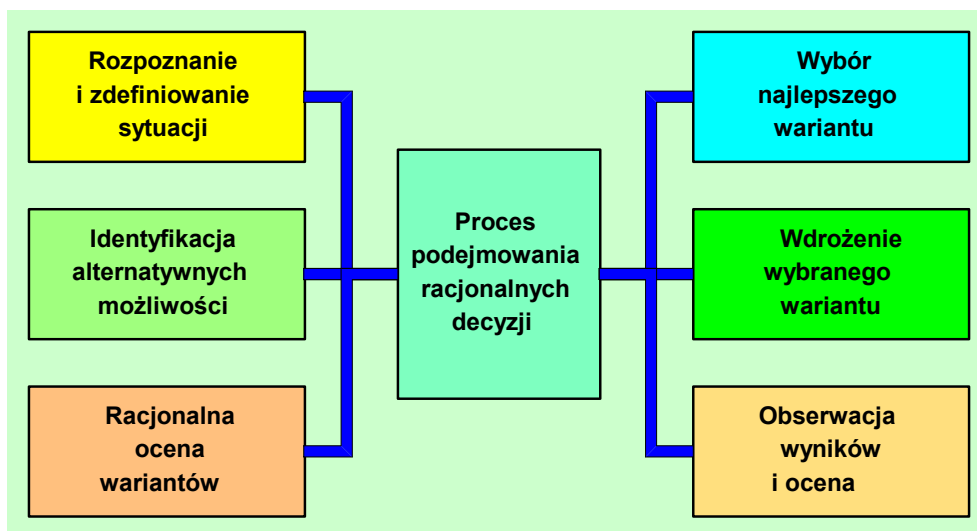 Rozpoznanie
i zdefiniowanie
sytuacji
Identyfikacja
alternatywnych
możliwości
Racjonalna
ocena
wariantów
Proces
podejmowania
racjonalnych
decyzji
Wybór
najlepszego
wariantu
Wdrożenie
wybranego
wariantu
Obserwacja
wyników
i ocena